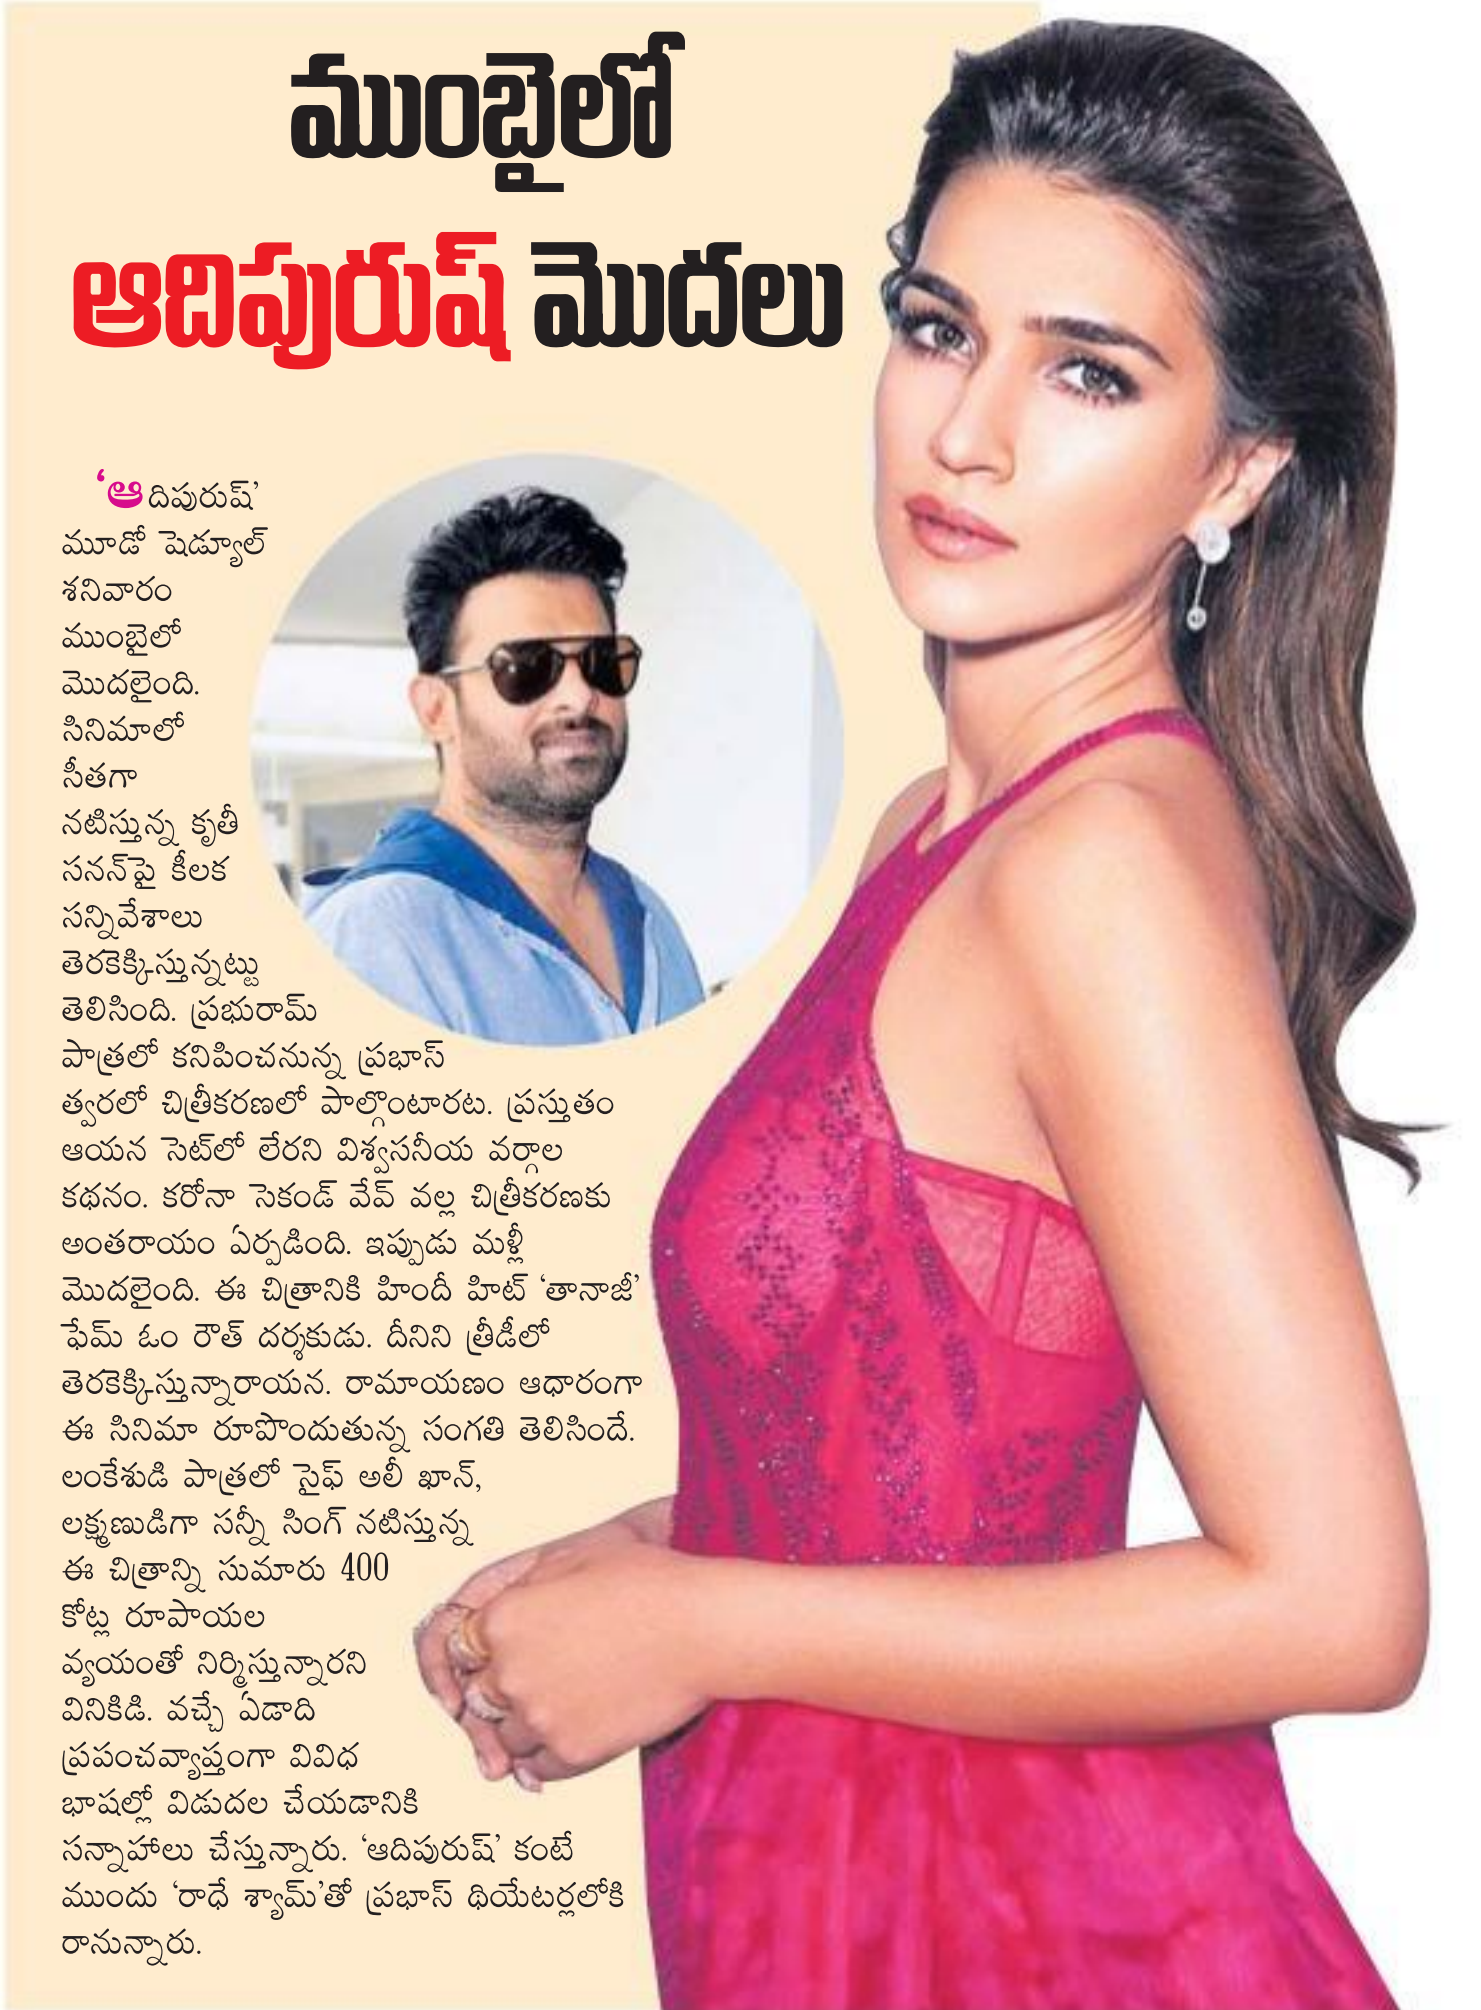 ముంబైలో
ఆదిపురుష్ మొదలు
‘ఆదిపురుష్’
మూడో షెడ్యూల్
శనివారం
ముంబైలో
మొదలైంది.
సినిమాలో
సీతగా
నటిస్తున్న కృతీ
సనన్‌పై కీలక
సన్నివేశాలు
తెరకెక్కిస్తున్నట్టు
తెలిసింది. ప్రభురామ్
పాత్రలో కనిపించనున్న ప్రభాస్
త్వరలో చిత్రీకరణలో పాల్గొంటారట. ప్రస్తుతం
ఆయన సెట్‌లో లేరని విశ్వసనీయ వర్గాల
కథనం. కరోనా సెకండ్ వేవ్ వల్ల చిత్రీకరణకు
అంతరాయం ఏర్పడింది. ఇప్పుడు మళ్లీ
మొదలైంది. ఈ చిత్రానికి హిందీ హిట్ ‘తానాజీ’
ఫేమ్ ఓం రౌత్ దర్శకుడు. దీనిని త్రీడీలో
తెరకెక్కిస్తున్నారాయన. రామాయణం ఆధారంగా
ఈ సినిమా రూపొందుతున్న సంగతి తెలిసిందే.
లంకేశుడి పాత్రలో సైఫ్ అలీ ఖాన్,
లక్ష్మణుడిగా సన్నీ సింగ్ నటిస్తున్న
ఈ చిత్రాన్ని సుమారు 400
కోట్ల రూపాయల
వ్యయంతో నిర్మిస్తున్నారని
వినికిడి. వచ్చే ఏడాది
ప్రపంచవ్యాప్తంగా వివిధ
భాషల్లో విడుదల చేయడానికి
సన్నాహాలు చేస్తున్నారు. ‘ఆదిపురుష్’ కంటే
ముందు ‘రాధే శ్యామ్’తో ప్రభాస్ థియేటర్లలోకి
రానున్నారు.